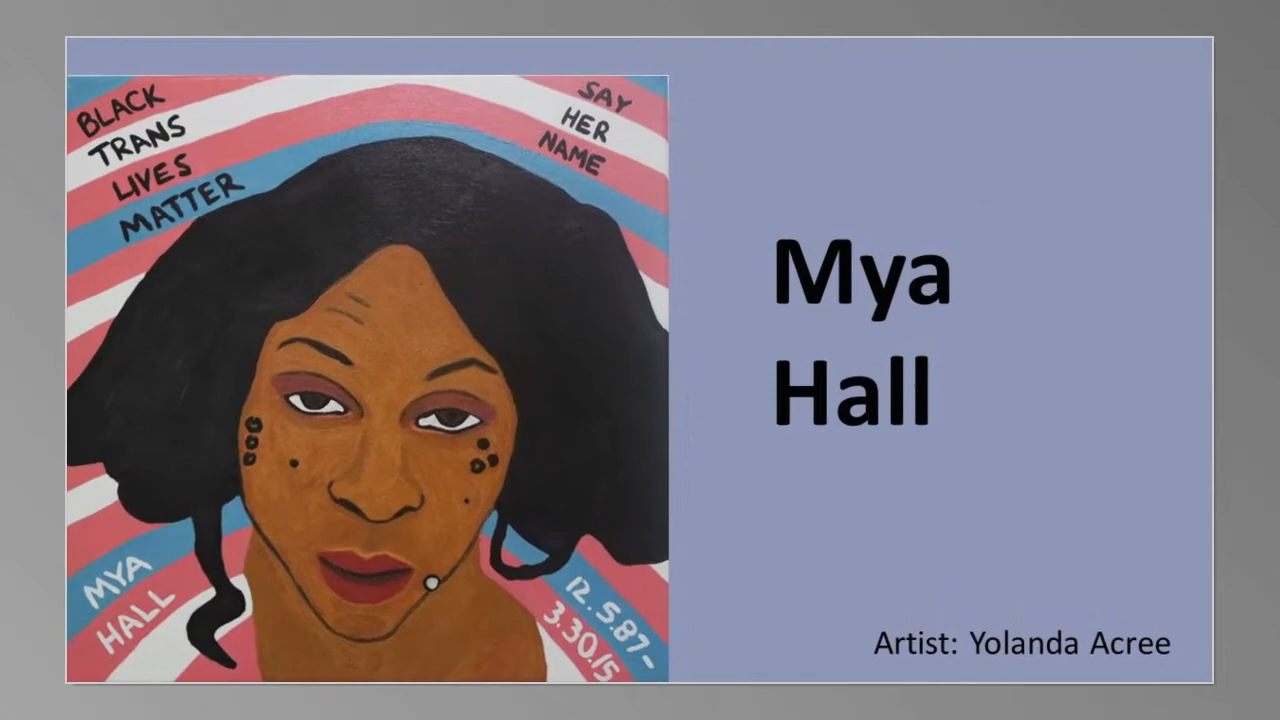 BLACK
TRANS
LIVES
MATTER
SAY
HER
NAME
MYA
HALL
12.5.87-
3.30.15
Mya
Hall
Artist: Yolanda Acree